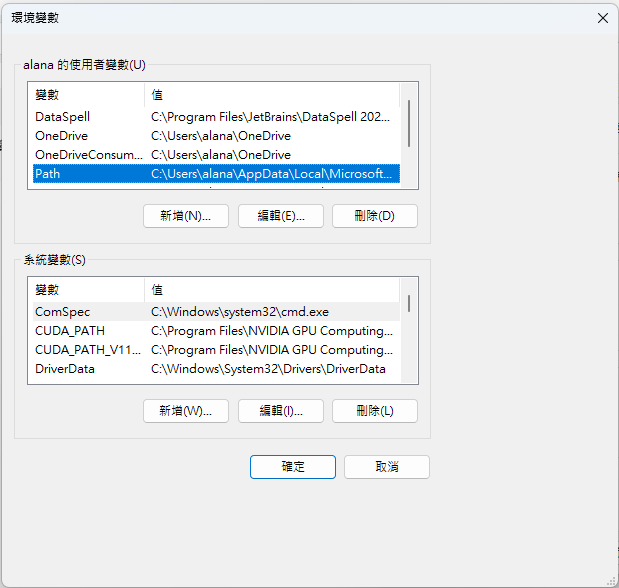 環境變數
alana 的使用者變數(U)
變數 值
DataSpell C:\Program Files\JetBrains\DataSpell 202...
OneDrive C:\Users\alana\OneDrive
OneDriveConsum... C:\Users\alana\OneDrive
Path C:\Users\alana\AppData\Local\Microsoft...
新增(N)... 編輯(E)... 刪除(D)
系統變數(S)
變數 值
ComSpec C:\Windows\system32\cmd.exe
CUDA_PATH C:\Program Files\NVIDIA GPU Computing...
CUDA_PATH_V11... C:\Program Files\NVIDIA GPU Computing...
DriverData C:\Windows\System32\Drivers\DriverData
新增(W)... 編輯(I)... 刪除(L)
確定 取消